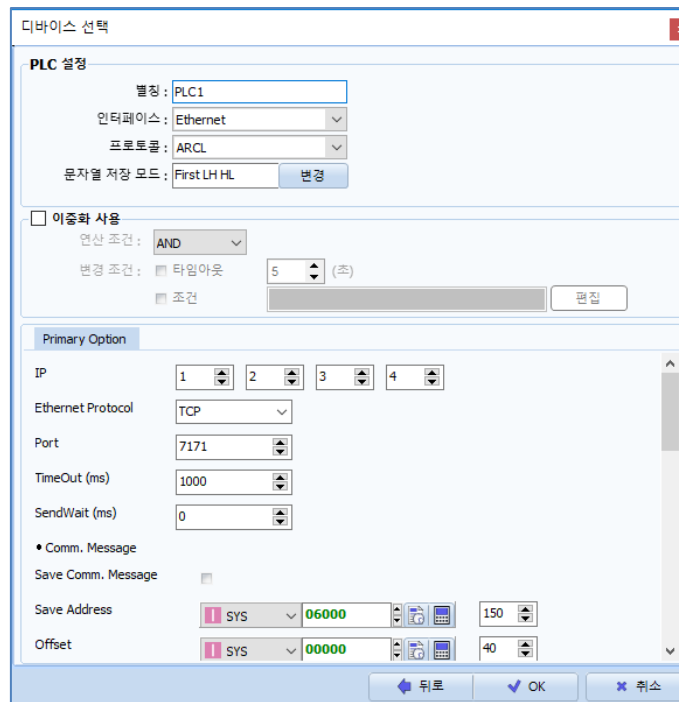 디바이스 선택
PLC 설정
별칭 : PLC1
인터페이스 : Ethernet
프로토콜 : ARCL
문자열 저장 모드 : First LH HL 변경
이중화 사용
연산 조건 : AND
변경 조건 : 타임아웃 5 (초)
조건 편집
Primary Option
IP 1 2 3 4
Ethernet Protocol TCP
Port 7171
TimeOut (ms) 1000
SendWait (ms) 0
• Comm. Message
Save Comm. Message
Save Address I SYS 06000 150
Offset I SYS 00000 40
뒤로 OK 취소